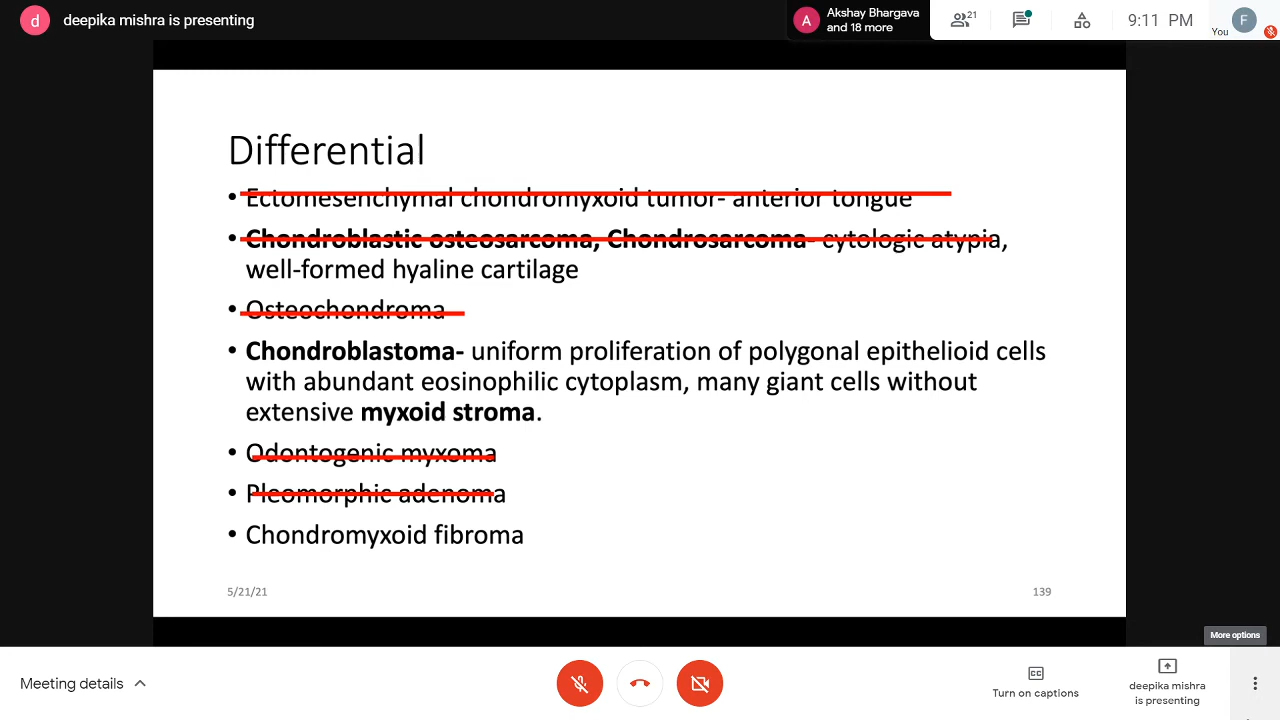 d deepika mishra is presenting
A Akshay Bhargava
and 18 more
21
9:11 PM
F
You
Differential
• Ectomesenchymal chondromyxoid tumor- anterior tongue
• Chondroblastic osteosarcoma, Chondrosarcoma- cytologic atypia,
well-formed hyaline cartilage
• Osteochondroma
• Chondroblastoma- uniform proliferation of polygonal epithelioid cells
with abundant eosinophilic cytoplasm, many giant cells without
extensive myxoid stroma.
• Odontogenic myxoma
• Pleomorphic adenoma
• Chondromyxoid fibroma
5/21/21
139
More options
Meeting details
CC
Turn on captions
deepika mishra
is presenting